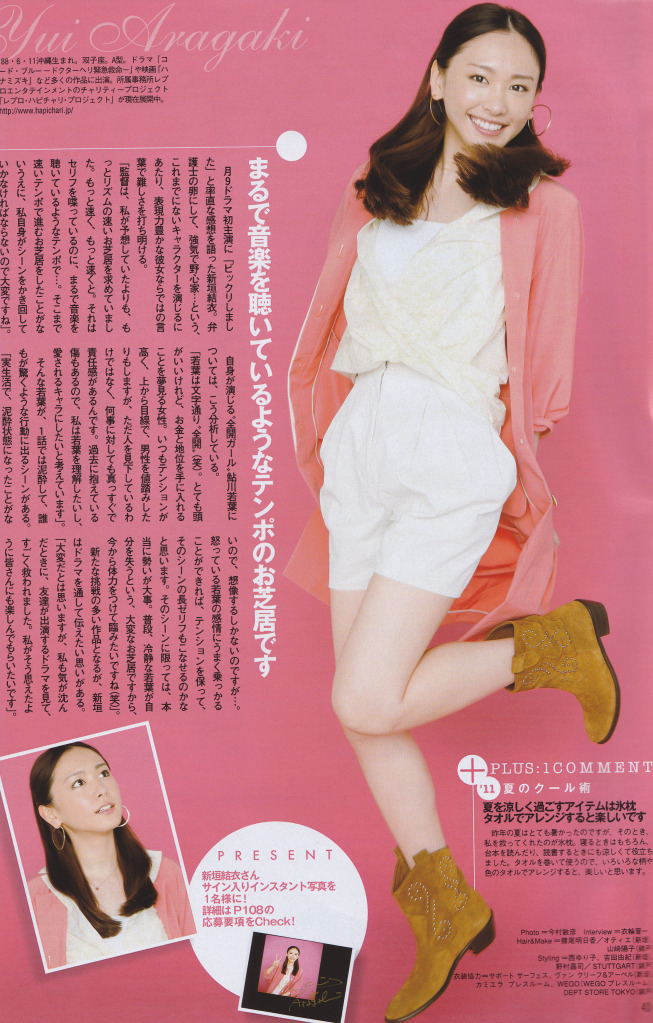 Yui Aragaki
'88・6・11沖縄生まれ。双子座。A型。ドラマ「コ
ード・ブルー ードクターヘリ緊急救命ー」や映画「ハ
ナミズキ」など多くの作品に出演。所属事務所レプ
ロエンタテインメントのチャリティープロジェクト
「レプロ・ハピチャリ・プロジェクト」が現在展開中。
http://www.hapichari.jp/
まるで音楽を聴いているようなテンポのお芝居です
月9ドラマ初主演に「ビックリしまし
た」と率直な感想を語った新垣結衣。弁
護士の卵にして、強気で野心家…という、
これまでにないキャラクターを演じるに
あたり、表現力豊かな彼女ならではの言
葉で難しさを打ち明ける。
「監督は、私が予想していたよりも、も
っとリズムの速いお芝居を求めていまし
た。もっと速く、もっと速くと。それは
セリフを喋っているのに、まるで音楽を
聴いているようなテンポで…。そこまで
速いテンポで進むお芝居をしたことがな
いうえに、私自身がシーンをかき回して
いかなければならないので大変ですね」。
自身が演じる“全開ガール”鮎川若葉に
ついては、こう分析している。
「若葉は文字通り“全開”(笑)。とても頭
がいいけれど、お金と地位を手に入れる
ことを夢見る女性。いつもテンションが
高く、上から目線で、男性を値踏みした
りもしますが、ただ人を見下しているわ
けではなく、何事に対しても真っすぐで
責任感があるんです。過去に抱えている
傷もあるので、私は若葉を理解したいし、
愛されるキャラにしたいと考えています」。
そんな若葉が、1話では泥酔して、誰
もが驚くような行動に出るシーンがある。
「実生活で、泥酔状態になったことがな
いので、想像するしかないのですが…。
怒っている若葉の感情にうまく乗っかる
ことができれば、テンションを保って、
そのシーンの長ゼリフもこなせるのかな
と思います。そのシーンに限っては、本
当に勢いが大事。普段、冷静な若葉が自
分を失うという、大変なお芝居ですから、
今から体力をつけて臨みたいですね(笑)」。
新たな挑戦の多い作品となるが、新垣
はドラマを通して伝えたい思いがある。
「大変だとは思いますが、私も気が沈ん
だときに、友達が出演するドラマを見て、
すごく救われました。私がそう思えたよ
うに皆さんにも楽しんでもらいたいです」。
PLUS:1COMMENT
'11 夏のクール術
夏を涼しく過ごすアイテムは氷枕
タオルでアレンジすると楽しいです
昨年の夏はとても暑かったのですが、そのとき、
私を救ってくれたのが氷枕。寝るときはもちろん、
台本を読んだり、読書するときにも涼しくて役立ち
ました。タオルを巻いて使うので、いろいろな柄や
色のタオルでアレンジすると、楽しいと思います。
PRESENT
新垣結衣さん
サイン入りインスタント写真を
1名様に!
詳細はP108の
応募要項をCheck!
Photo =今村敏彦 Interview =衣輪晋一
Hair&Make =藤尾明日香/オティエ(新垣)
山崎陽子(錦戸)
Styling =西ゆり子、吉田由紀(新垣)
野村昌司/STUTTGART(錦戸)
衣装協力=サポート サーフェス、ヴァン クリーフ&アーペル(新垣)
カミエラ プレスルーム、WEGO(WEGO プレスルーム)
DEPT STORE TOKYO(錦戸)